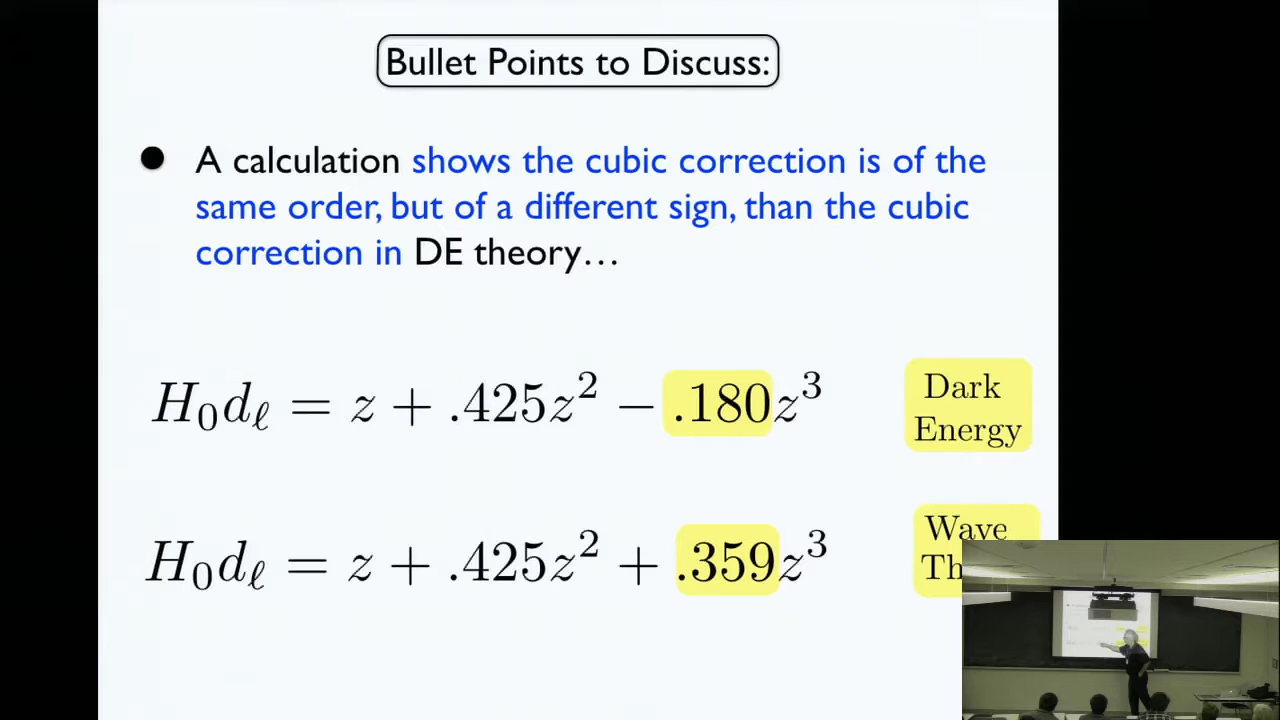 Bullet Points to Discuss:
● A calculation shows the cubic correction is of the
same order, but of a different sign, than the cubic
correction in DE theory…
H₀dℓ = z + .425z² − .180z³
Dark
Energy
H₀dℓ = z + .425z² + .359z³
Wave